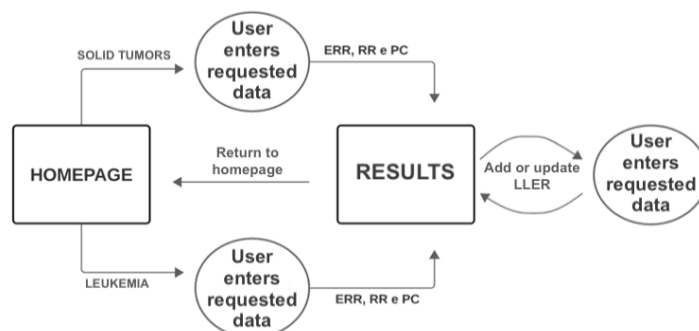 User
enters
requested
data
SOLID TUMORS
ERR, RR e PC
HOMEPAGE
Return to
homepage
RESULTS
Add or update
LLER
User
enters
requested
data
LEUKEMIA
User
enters
requested
data
ERR, RR e PC